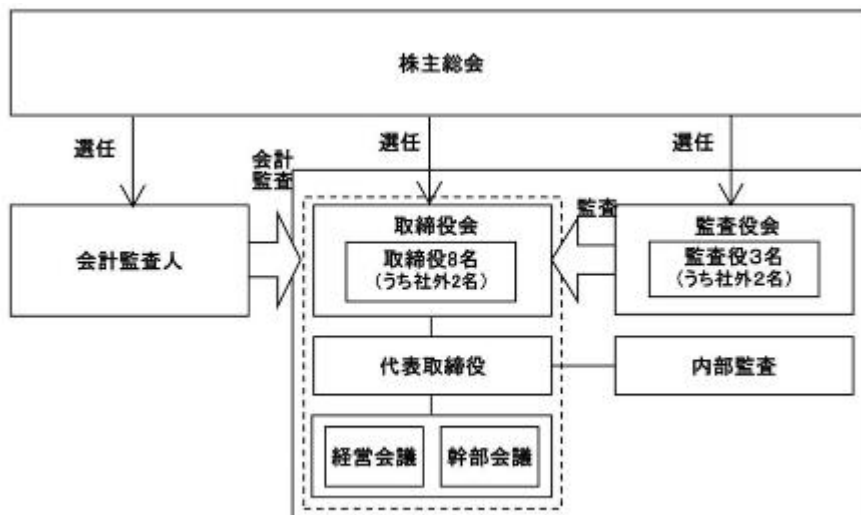 株主総会
選任
選任
選任
会計
監査
監査
会計監査人
取締役会
取締役8名
(うち社外2名)
監査役会
監査役3名
(うち社外2名)
代表取締役
内部監査
経営会議
幹部会議